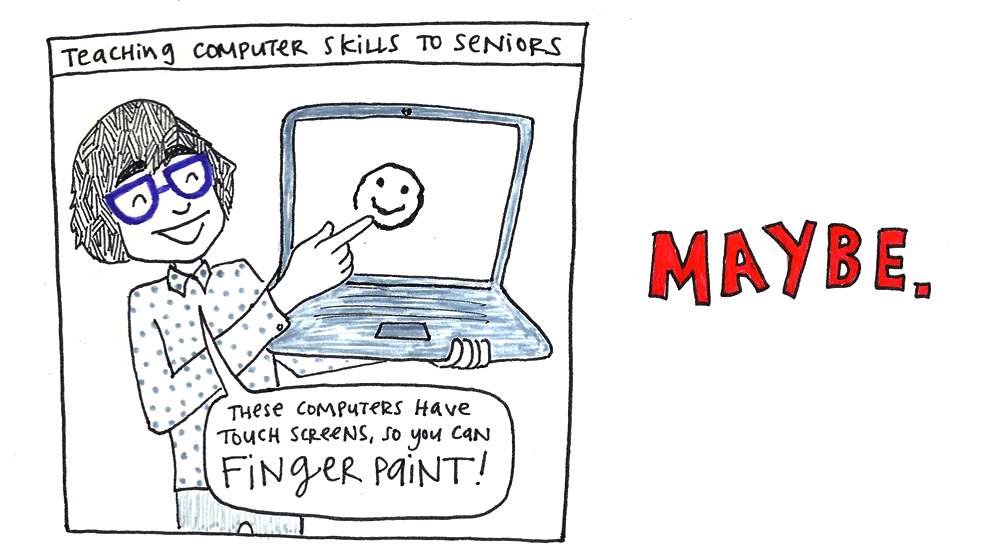 TEACHING COMPUTER SKILLS TO SENIORS
THESE COMPUTERS HAVE
TOUCH SCREENS, SO YOU CAN
FINGER PAINT!
MAYBE.